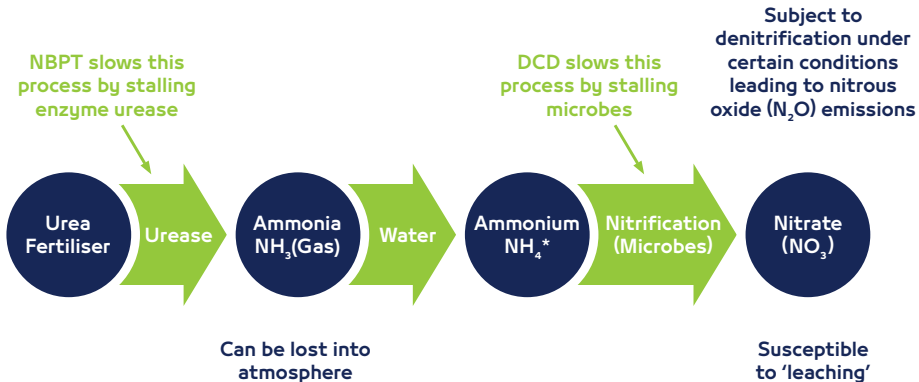 NBPT slows this
process by stalling
enzyme urease
DCD slows this
process by stalling
microbes
Subject to
denitrification under
certain conditions
leading to nitrous
oxide (N₂O) emissions
Urea
Fertiliser
Urease
Ammonia
NH₃(Gas)
Water
Ammonium
NH₄*
Nitrification
(Microbes)
Nitrate
(NO₃)
Can be lost into
atmosphere
Susceptible
to ‘leaching’